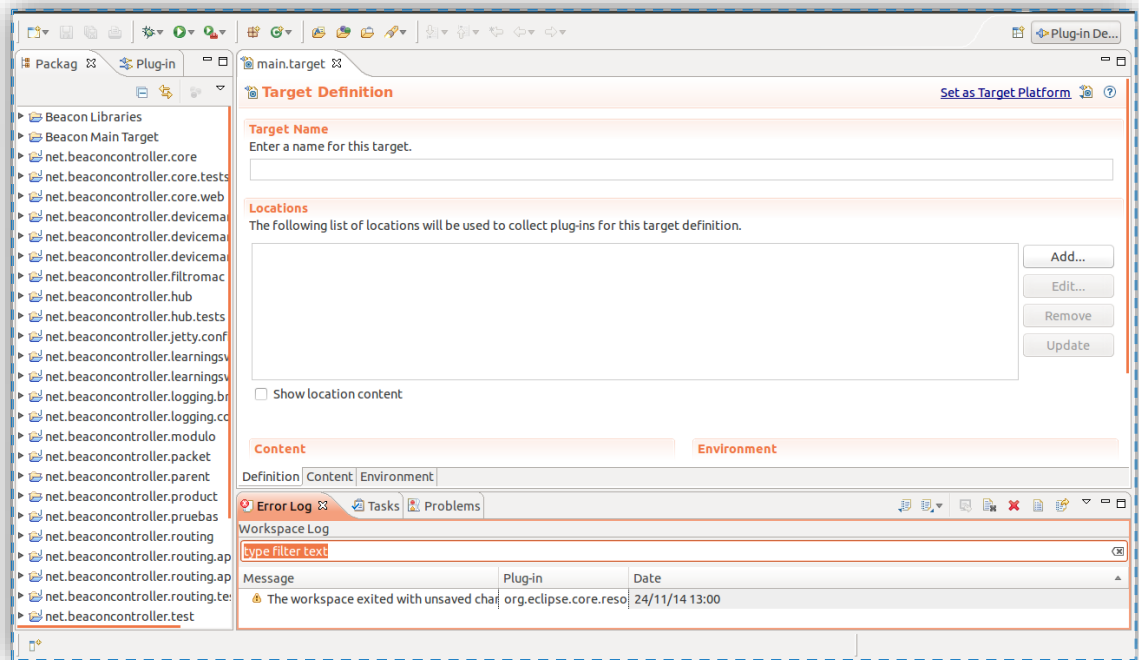 Plug-in De...
Packag
Plug-in
main.target
Target Definition
Set as Target Platform
Target Name
Enter a name for this target.
Locations
The following list of locations will be used to collect plug-ins for this target definition.
Add...
Edit...
Remove
Update
Show location content
Content
Environment
Definition
Content
Environment
Beacon Libraries
Beacon Main Target
net.beaconcontroller.core
net.beaconcontroller.core.tests
net.beaconcontroller.core.web
net.beaconcontroller.devicema
net.beaconcontroller.devicema
net.beaconcontroller.devicema
net.beaconcontroller.filtromac
net.beaconcontroller.hub
net.beaconcontroller.hub.tests
net.beaconcontroller.jetty.conf
net.beaconcontroller.learningsw
net.beaconcontroller.learningsw
net.beaconcontroller.logging.br
net.beaconcontroller.logging.co
net.beaconcontroller.modulo
net.beaconcontroller.packet
net.beaconcontroller.parent
net.beaconcontroller.product
net.beaconcontroller.pruebas
net.beaconcontroller.routing
net.beaconcontroller.routing.ap
net.beaconcontroller.routing.ap
net.beaconcontroller.routing.te
net.beaconcontroller.test
Error Log
Tasks
Problems
Workspace Log
type filter text
Message Plug-in Date
The workspace exited with unsaved chan org.eclipse.core.reso 24/11/14 13:00